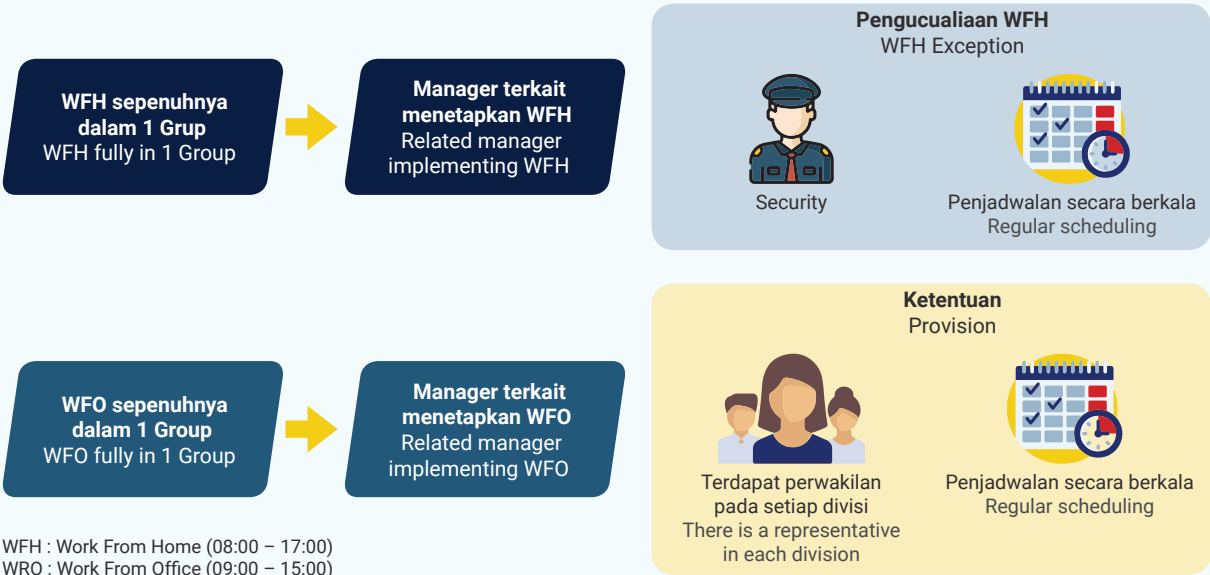 WFH sepenuhnya
dalam 1 Grup
WFH fully in 1 Group
Manager terkait
menetapkan WFH
Related manager
implementing WFH
Pengucualiaan WFH
WFH Exception
Security
Penjadwalan secara berkala
Regular scheduling
WFO sepenuhnya
dalam 1 Group
WFO fully in 1 Group
Manager terkait
menetapkan WFO
Related manager
implementing WFO
Ketentuan
Provision
Terdapat perwakilan
pada setiap divisi
There is a representative
in each division
Penjadwalan secara berkala
Regular scheduling
WFH : Work From Home (08:00 – 17:00)
WRO : Work From Office (09:00 – 15:00)